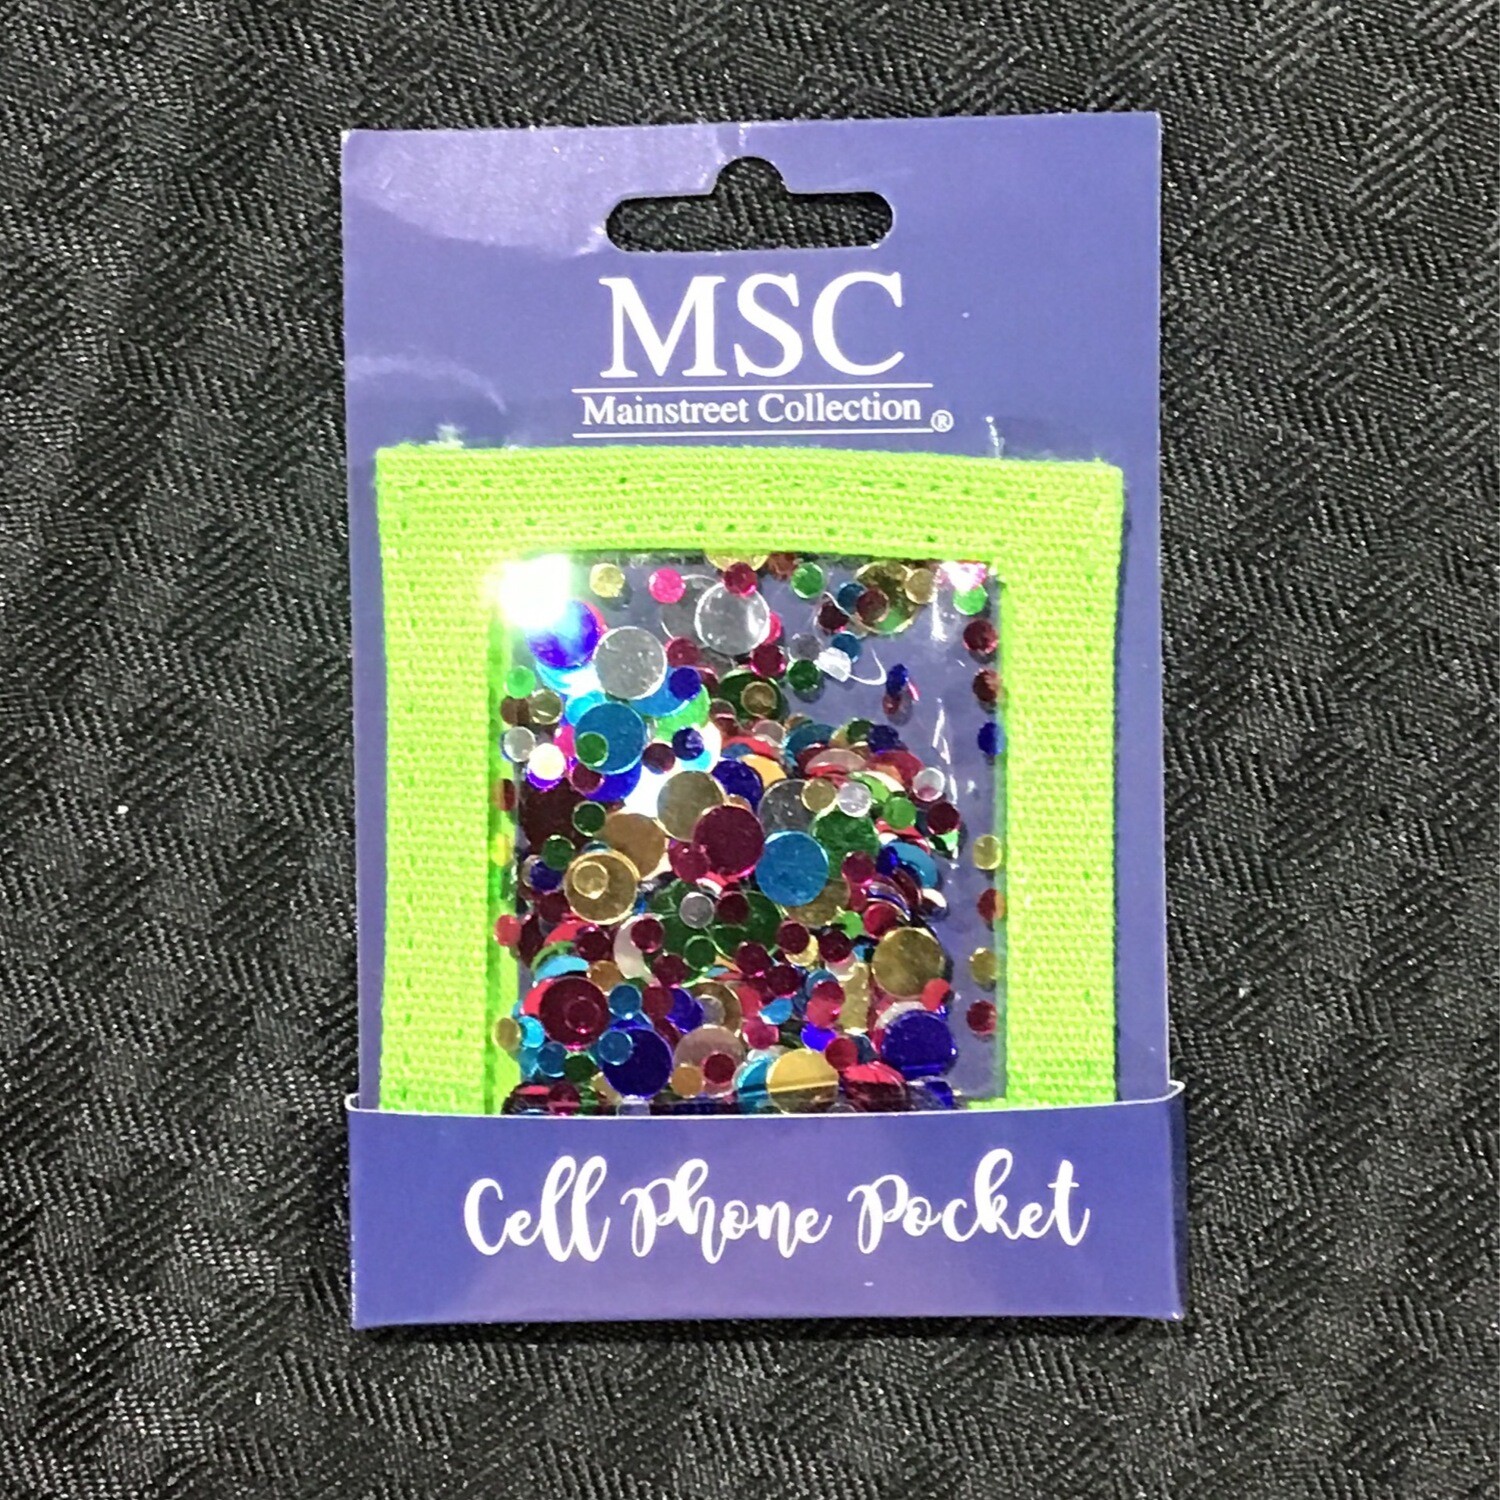 MSC
Mainstreet Collection ®
Cell Phone Pocket